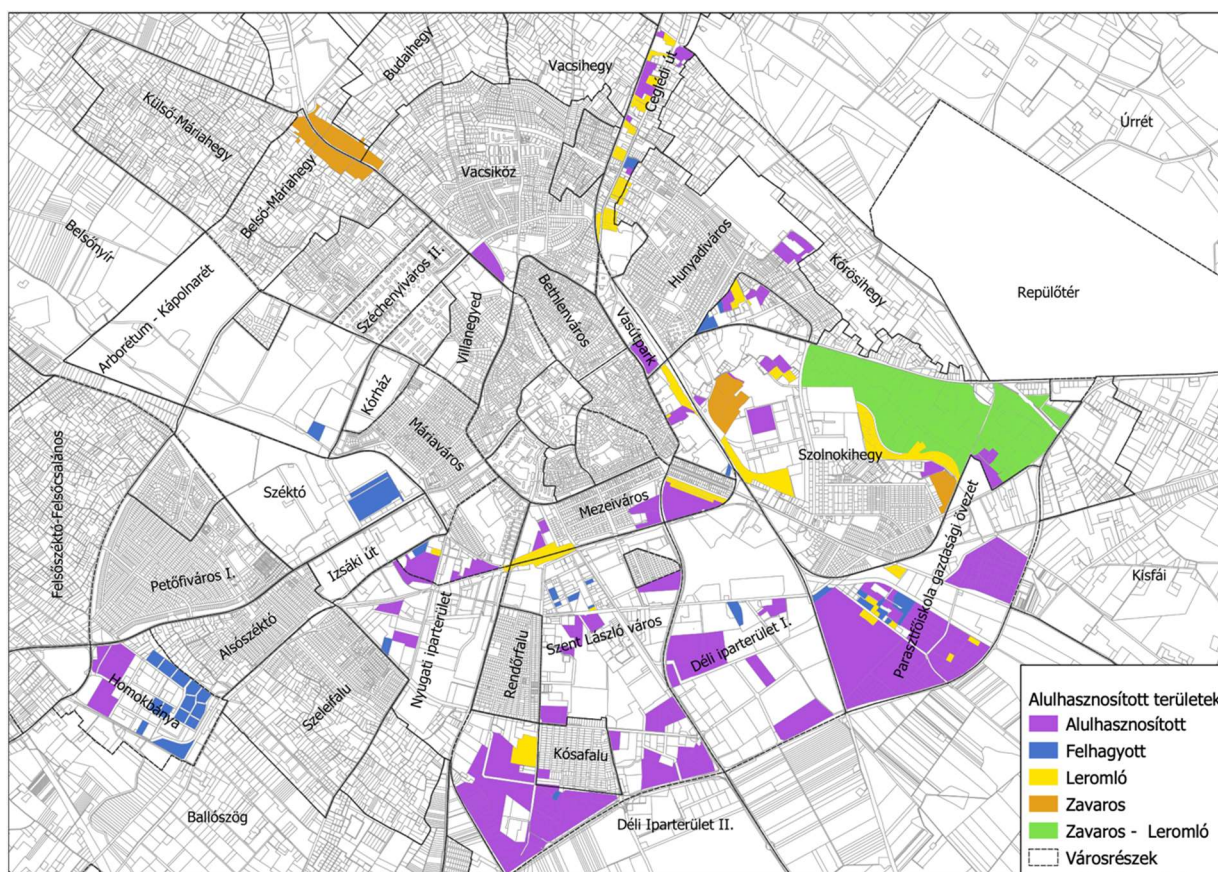 Budaihegy
Vacsihegy
Ceglédi út
Úrrét
Külső-Máriahegy
Belső-Máriahegy
Vacsiköz
Belsőnyír
Hunyadiváros
Kőrösihegy
Széchenyiváros II.
Arborétum - Kápolnarét
Bethlenváros
Repülőtér
Villanegyed
Vasútpark
Kórház
Máriaváros
Szolnokihegy
Felsőszéktó-Felsőcsalános
Széktó
Mezeiváros
Petőfiváros I.
Izsáki út
Parasztfőiskola gazdasági övezet
Kisfái
Alsószéktó
Nyugati iparterület
Rendőrfalu
Szent László város
Déli iparterület I.
Homokbánya
Szeleifalu
Kósafalu
Ballószög
Déli Iparterület II.
Alulhasznosított területek
Alulhasznosított
Felhagyott
Leromló
Zavaros
Zavaros - Leromló
Városrészek